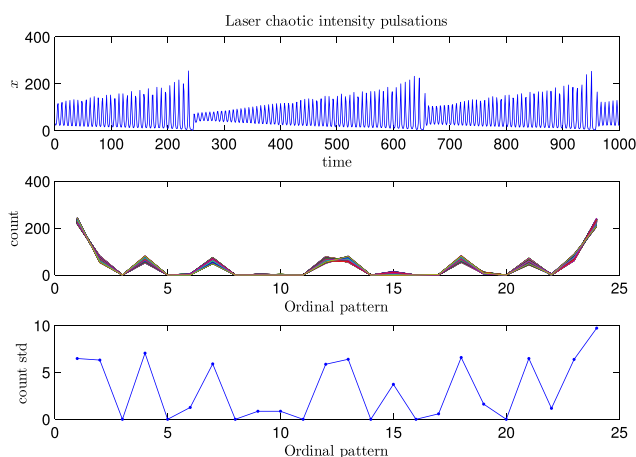 Laser chaotic intensity pulsations
400
200
0
x
0 100 200 300 400 500 600 700 800 900 1000
time
400
200
0
count
0 5 10 15 20 25
Ordinal pattern
10
5
0
count std
0 5 10 15 20 25
Ordinal pattern